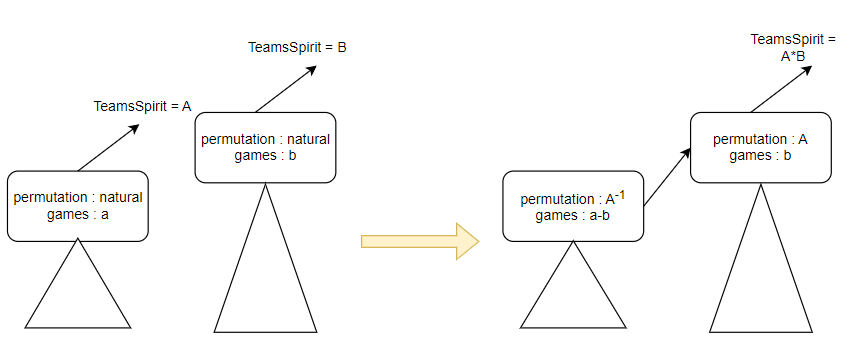 TeamsSpirit = A
permutation : natural
games : a
TeamsSpirit = B
permutation : natural
games : b
permutation : A⁻¹
games : a-b
TeamsSpirit =
A*B
permutation : A
games : b